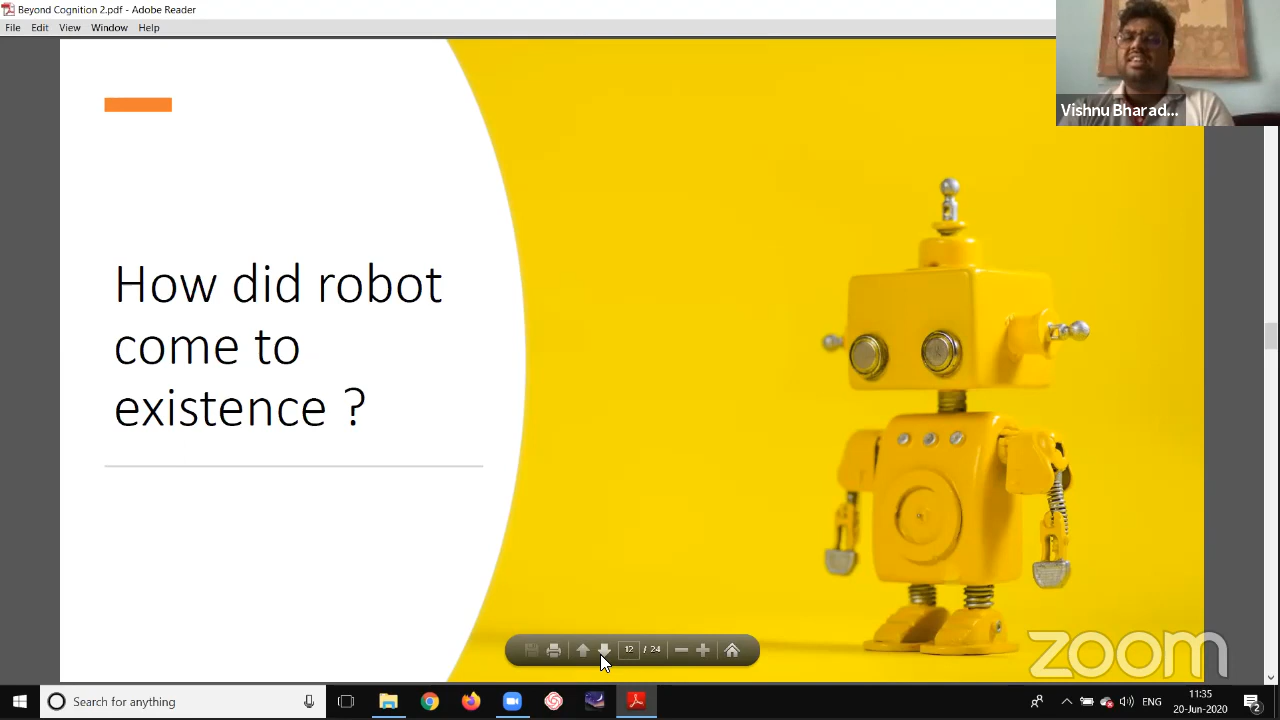 Beyond Cognition 2.pdf - Adobe Reader
File Edit View Window Help
Vishnu Bharad...
How did robot
come to
existence ?
12 / 24
zoom
Search for anything
ENG
11:35
20-Jun-2020
2